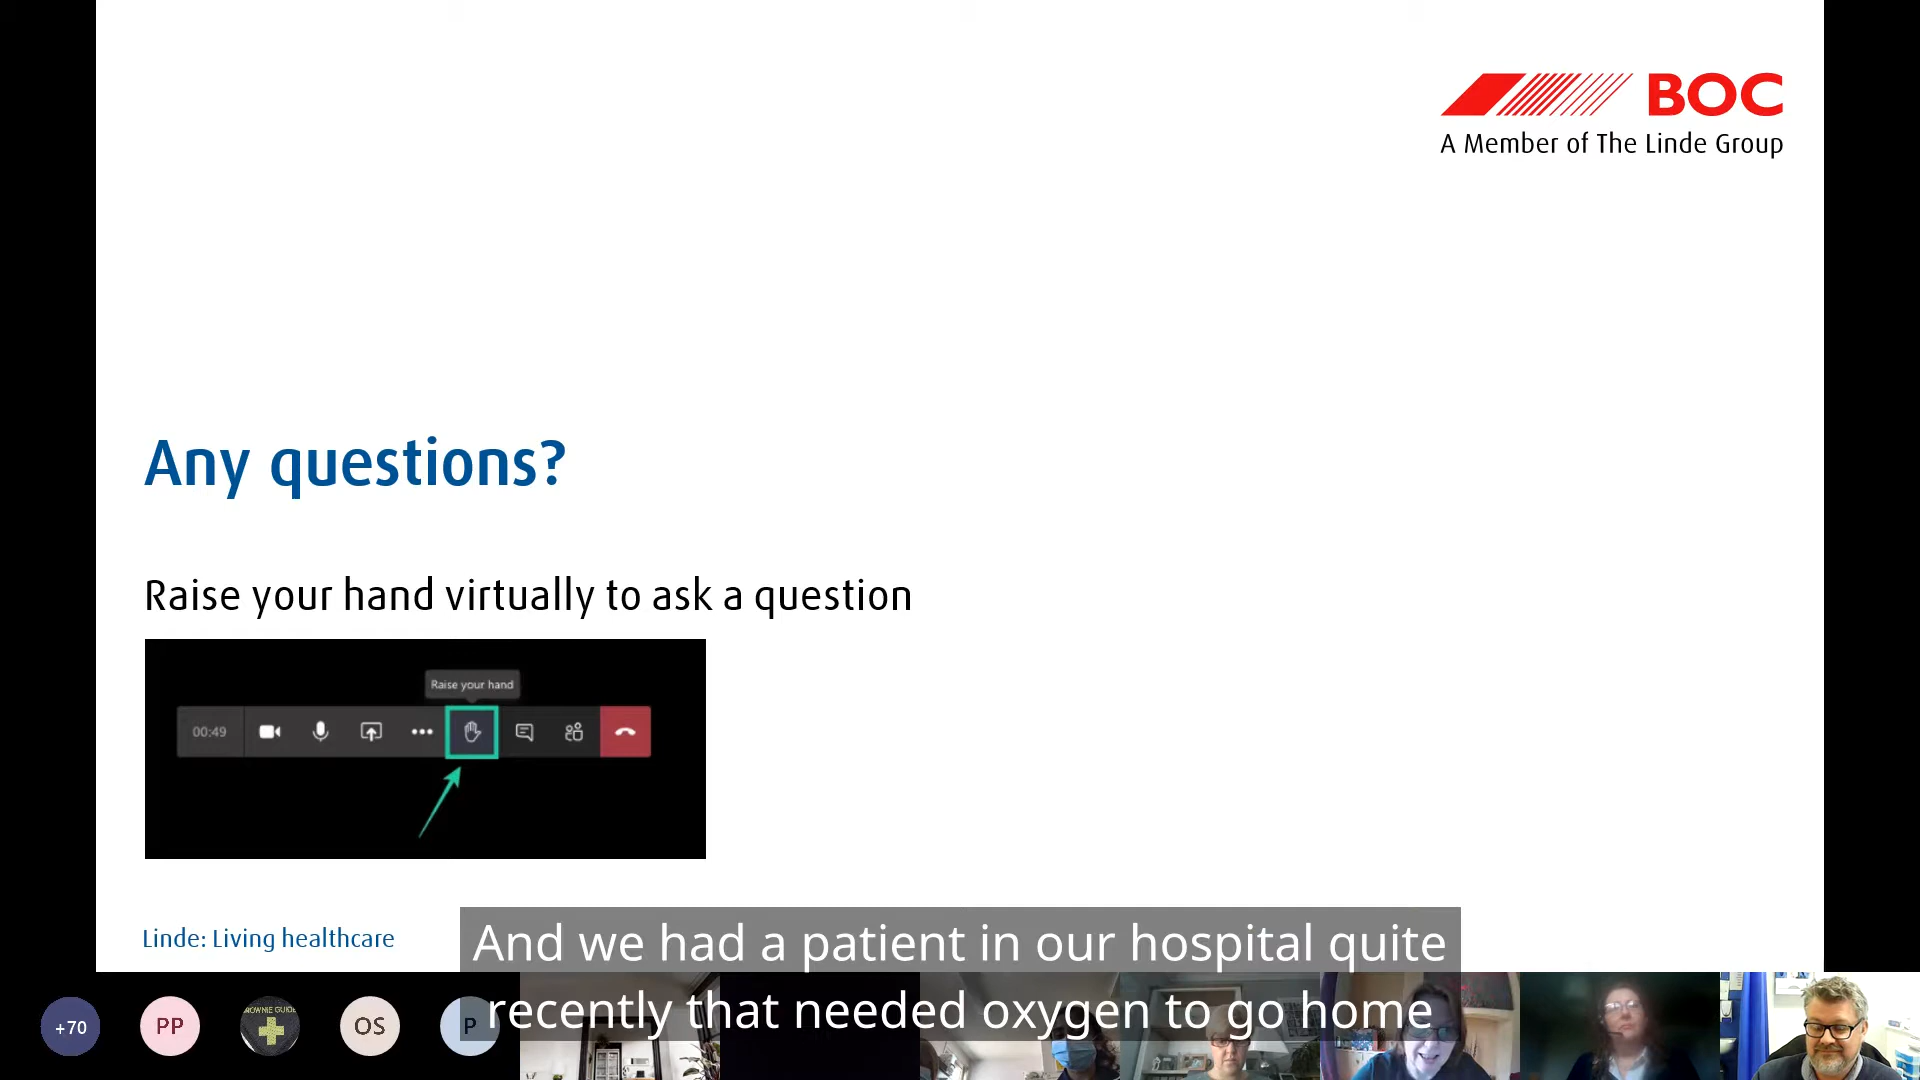 BOC
A Member of The Linde Group
Any questions?
Raise your hand virtually to ask a question
Raise your hand
00:49
Linde: Living healthcare
And we had a patient in our hospital quite
recently that needed oxygen to go home
+70
PP
OS
P